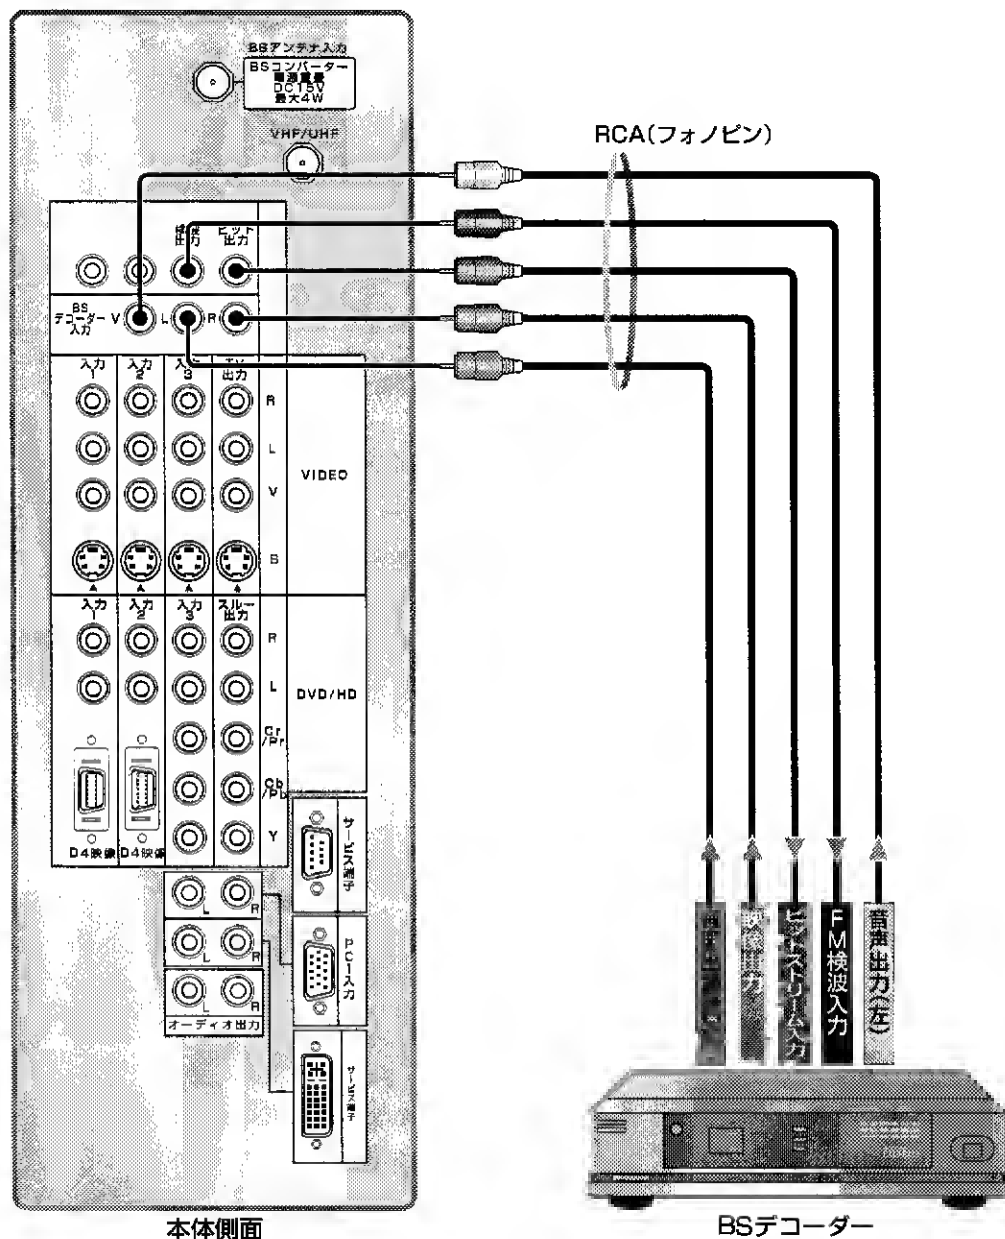 BSアンテナ入力
BSコンバーター
電源重畳
DC15V
最大4W
VHF/UHF
RCA(フォノピン)
検波
出力
ビット
出力
BS
デコーダー
入力
V
L
R
入力
1
入力
2
入力
3
TV
出力
R
L
V
S
VIDEO
入力
1
入力
2
入力
3
スルー
出力
R
L
Cr
/Pr
Cb
/Pb
Y
DVD/HD
D4映像
D4映像
サービス端子
L
R
L
R
PC入力
L
R
オーディオ出力
サービス端子
映像出力
ビットストリーム入力
FM検波入力
音声出力(左)
本体側面
BSデコーダー